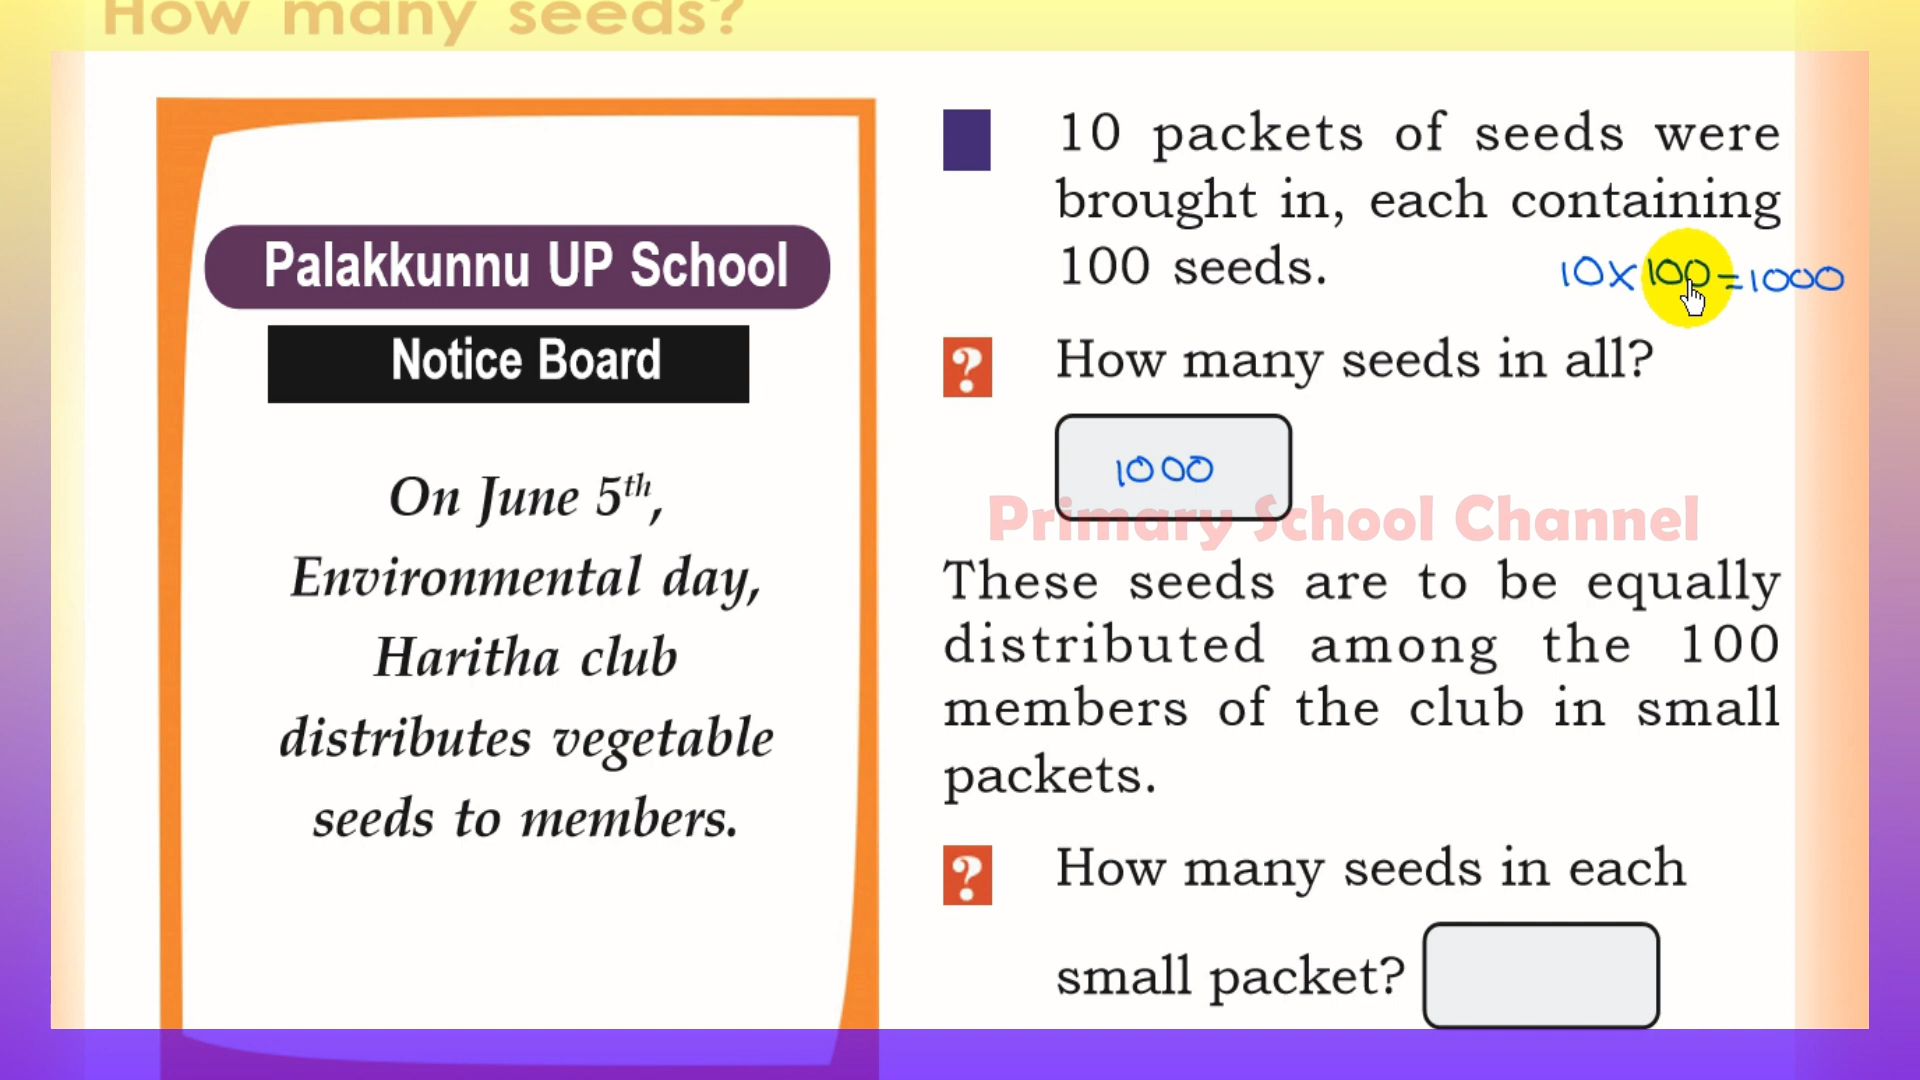 How many seeds?
Palakkunnu UP School
Notice Board
On June 5th,
Environmental day,
Haritha club
distributes vegetable
seeds to members.
10 packets of seeds were
brought in, each containing
100 seeds.
10x100=1000
? How many seeds in all?
1000
Primary School Channel
These seeds are to be equally
distributed among the 100
members of the club in small
packets.
? How many seeds in each
small packet?